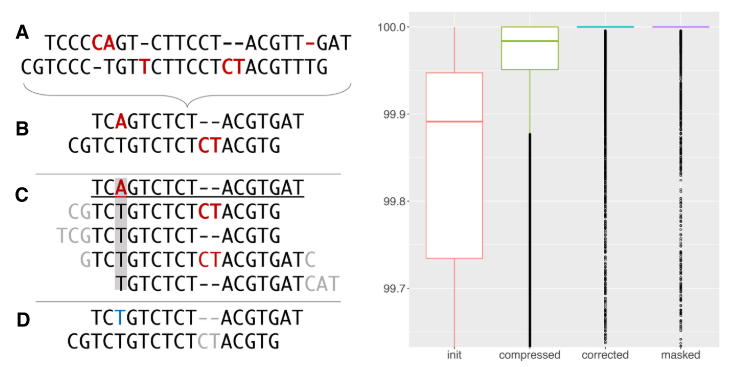 A
TCCCCAGT-CTTCCT--ACGTT-GAT
CGTCCC-TGTTCTTCCTCTACGTTTG
B
TCAGTCTCT--ACGTGAT
CGTCTGTCTCTCTACGTG
C
TCAGTCTCT--ACGTGAT
CGTCTGTCTCTCTACGTG
TCGTCTGTCTCT--ACGTG
GTCTGTCTCTCTACGTGATC
TGTCTCT--ACGTGATCAT
D
TCTGTCTCT--ACGTGAT
CGTCTGTCTCTCTACGTG
100.0
99.9
99.8
99.7
init compressed corrected masked